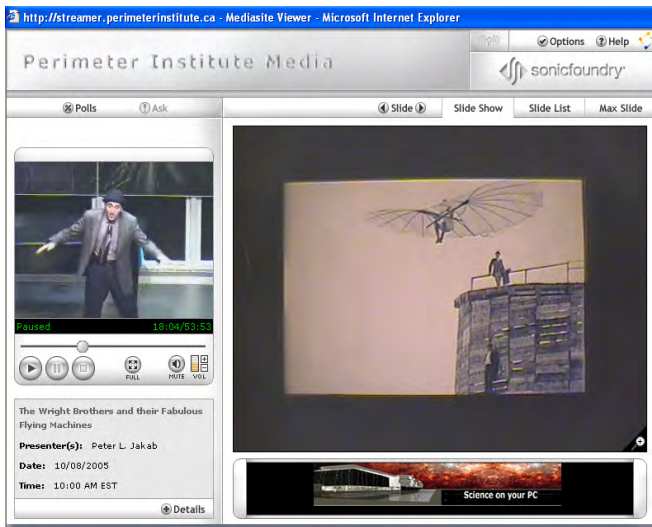 http://streamer.perimeterinstitute.ca - Mediasite Viewer - Microsoft Internet Explorer
Options Help
Perimeter Institute Media
sonicfoundry
Polls Ask
Slide Slide Show Slide List Max Slide
Paused 18:04/53:53
FULL MUTE VOL
The Wright Brothers and their Fabulous
Flying Machines
Presenter(s): Peter L. Jakab
Date: 10/08/2005
Time: 10:00 AM EST
Details
Science on your PC